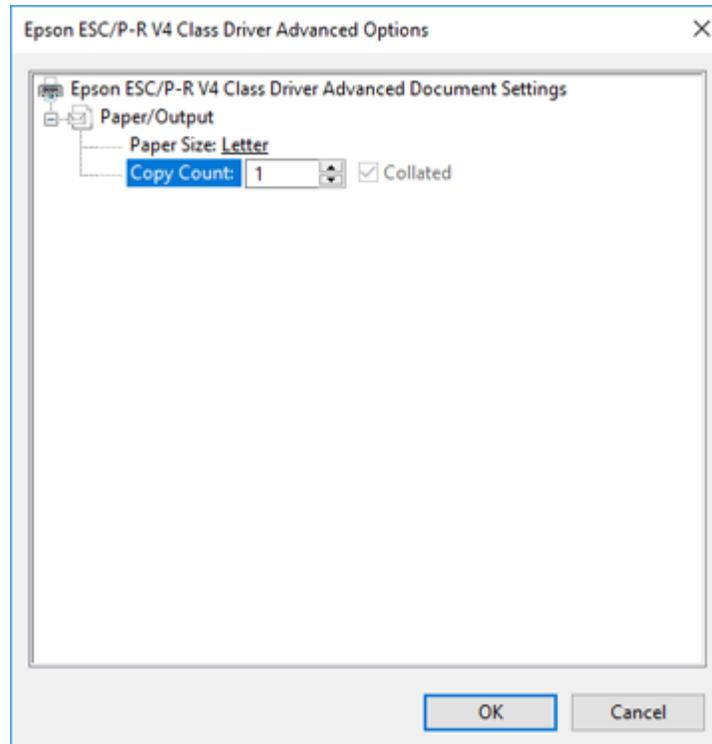 Epson ESC/P-R V4 Class Driver Advanced Options
Epson ESC/P-R V4 Class Driver Advanced Document Settings
Paper/Output
Paper Size: Letter
Copy Count: 1 Collated
OK Cancel